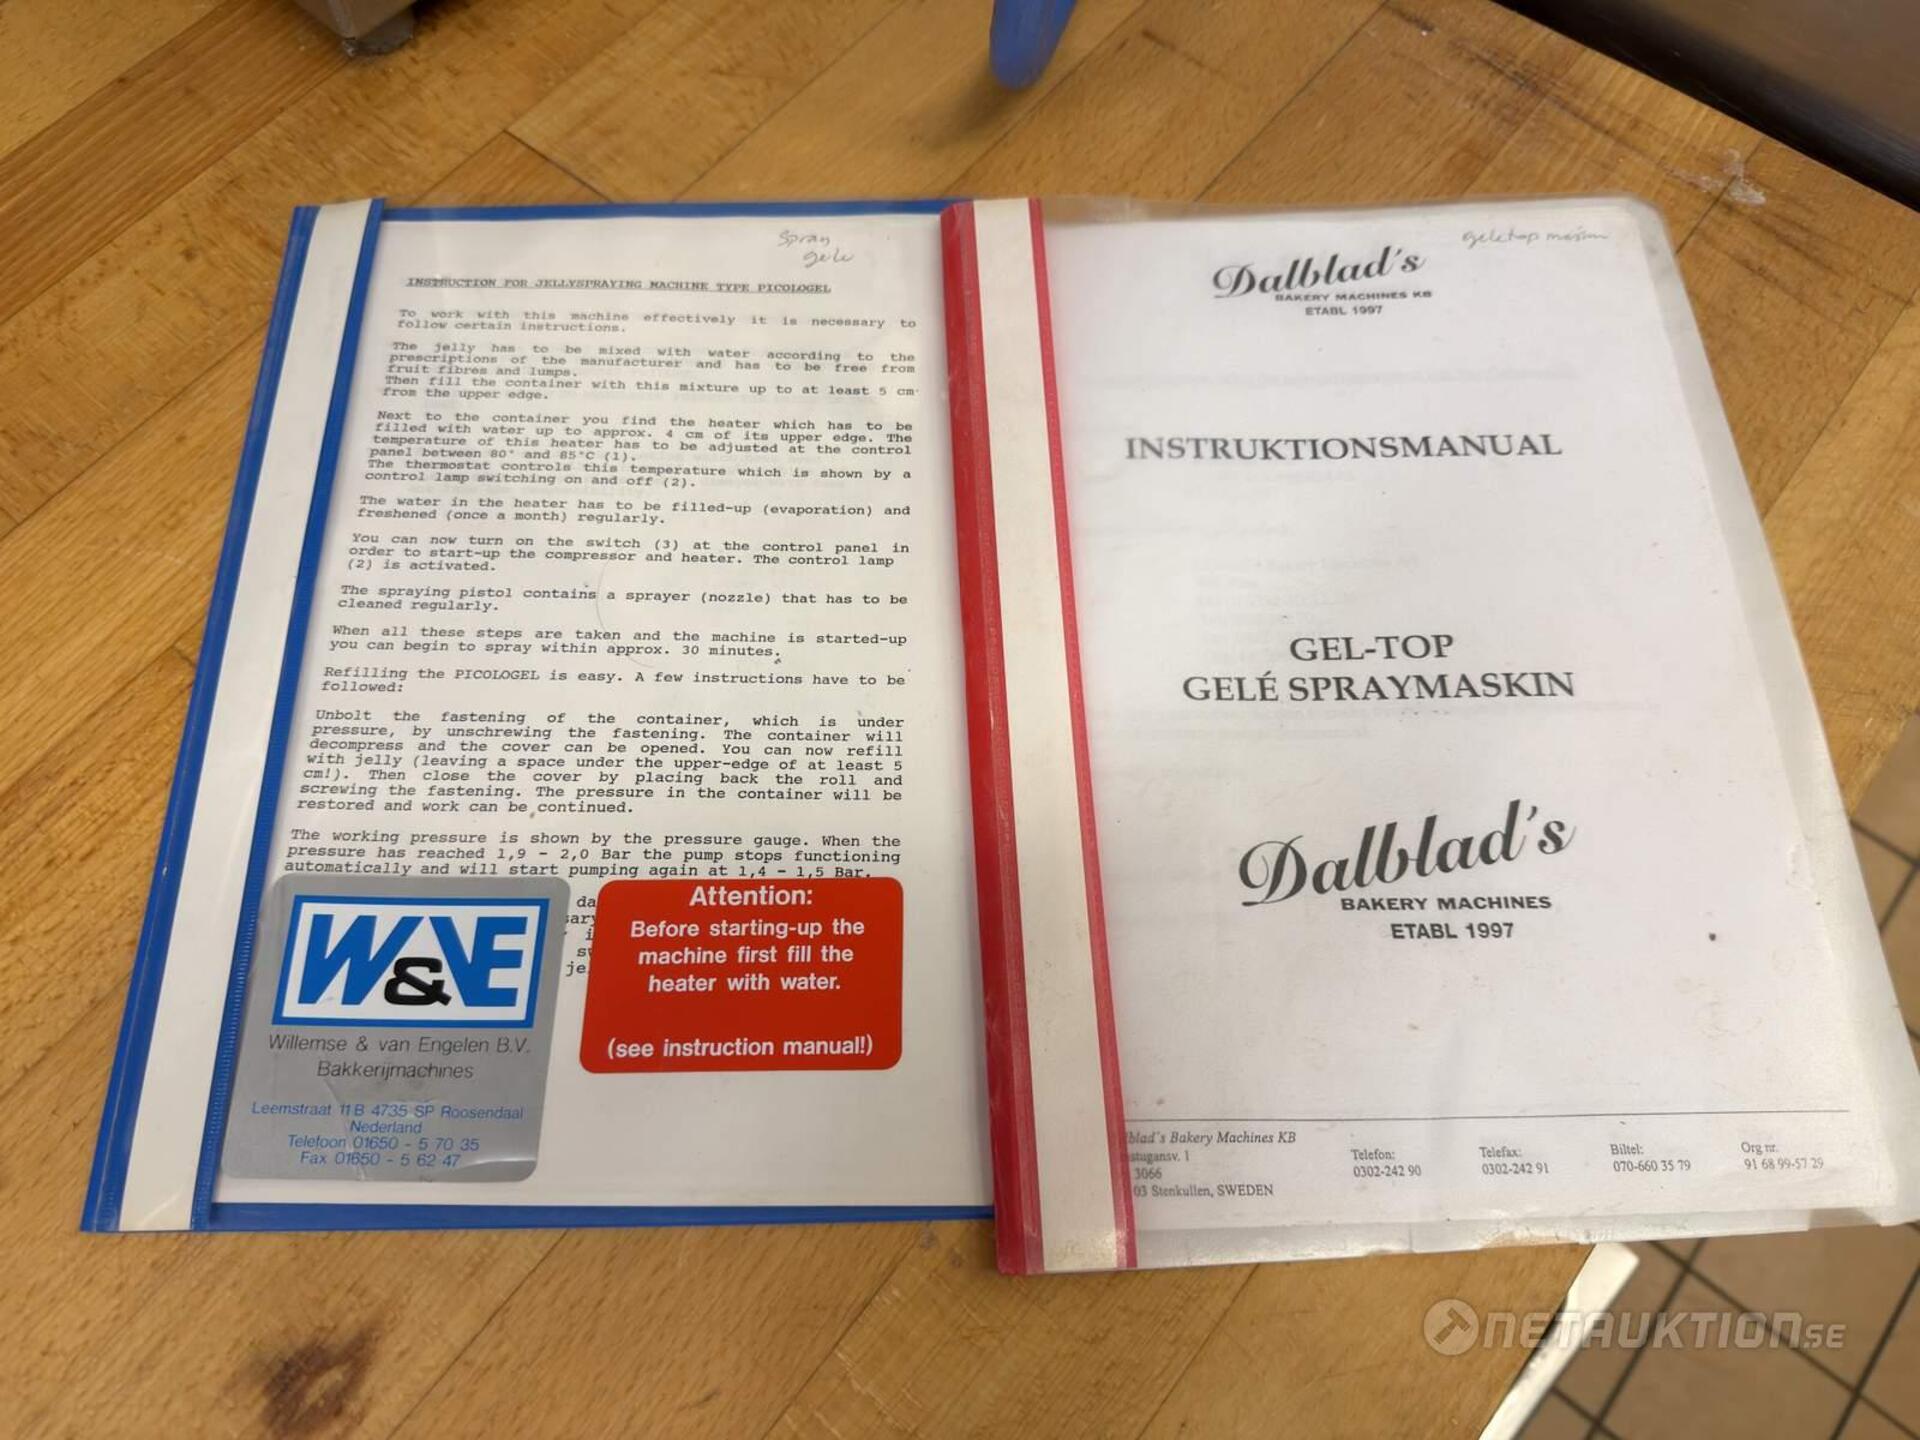 Spray
gele
INSTRUCTION FOR JELLYSPRAYING MACHINE TYPE PICOLOGEL
To work with this machine effectively it is necessary to
follow certain instructions.
The jelly has to be mixed with water according to the
prescriptions of the manufacturer and has to be free from
fruit fibres and lumps.
Then fill the container with this mixture up to at least 5 cm
from the upper edge.
Next to the container you find the heater which has to be
filled with water up to approx. 4 cm of its upper edge. The
temperature of this heater has to be adjusted at the control
panel between 80° and 85°C (1).
The thermostat controls this temperature which is shown by a
control lamp switching on and off (2).
The water in the heater has to be filled-up (evaporation) and
freshened (once a month) regularly.
You can now turn on the switch (3) at the control panel in
order to start-up the compressor and heater. The control lamp
(2) is activated.
The spraying pistol contains a sprayer (nozzle) that has to be
cleaned regularly.
When all these steps are taken and the machine is started-up
you can begin to spray within approx. 30 minutes.
Refilling the PICOLOGEL is easy. A few instructions have to be
followed:
Unbolt the fastening of the container, which is under
pressure, by unschrewing the fastening. The container will
decompress and the cover can be opened. You can now refill
with jelly (leaving a space under the upper-edge of at least 5
cm!). Then close the cover by placing back the roll and
screwing the fastening. The pressure in the container will be
restored and work can be continued.
The working pressure is shown by the pressure gauge. When the
pressure has reached 1,9 - 2,0 Bar the pump stops functioning
automatically and will start pumping again at 1,4 - 1,5 Bar.
W&VE
Willemse & van Engelen B.V.
Bakkerijmachines
Leemstraat 11B 4735 SP Roosendaal
Nederland
Telefoon 01650 - 5 70 35
Fax 01650 - 5 62 47
Attention:
Before starting-up the
machine first fill the
heater with water.
(see instruction manual!)
Dalblad's
BAKERY MACHINES KB
ETABL 1997
INSTRUKTIONSMANUAL
GEL-TOP
GELÉ SPRAYMASKIN
Dalblad's
BAKERY MACHINES
ETABL 1997
lblad's Bakery Machines KB
stugansv. 1
3066
03 Stenkullen, SWEDEN
Telefon:
0302-242 90
Telefax:
0302-242 91
Biltel:
070-660 35 79
Org nr.
91 68 99-57 29
NETAUKTION.SE